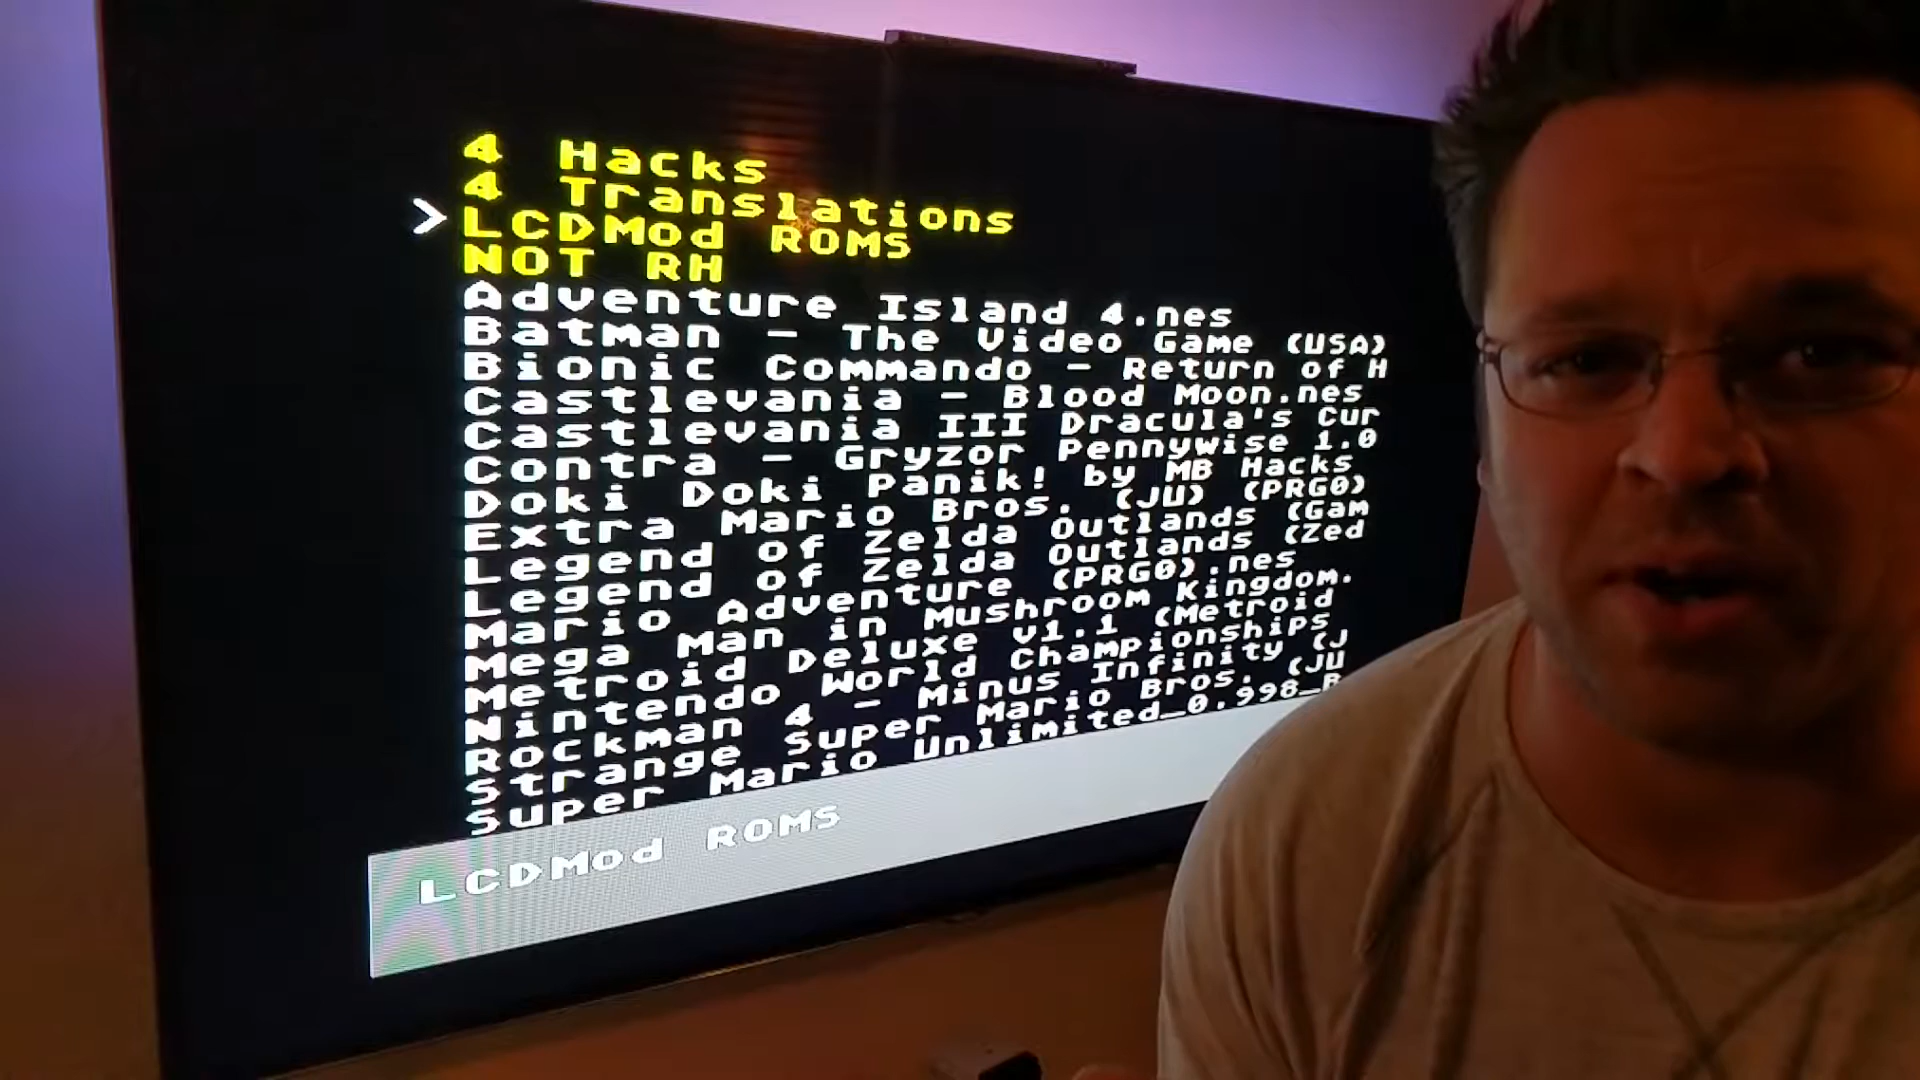 4 Hacks
4 Translations
> LCDMod ROMS
NOT RH
Adventure Island 4.nes
Batman - The Video Game (USA)
Bionic Commando - Return of H
Castlevania - Blood Moon.nes
Castlevania III Dracula's Cur
Contra - Gryzor Pennywise 1.0
Doki Doki Panik! by MB Hacks
Extra Mario Bros. (JU) (PRG0)
Legend of Zelda Outlands (Gam
Legend of Zelda Outlands (Zed
Mario Adventure (PRG0).nes
Mega Man in Mushroom Kingdom.
Metroid Deluxe v1.1 (Metroid
Nintendo World Championships
Rockman 4 - Minus Infinity (J
Strange Super Mario Bros. (JU
Super Mario Unlimited_0.998_
LCDMod ROMS